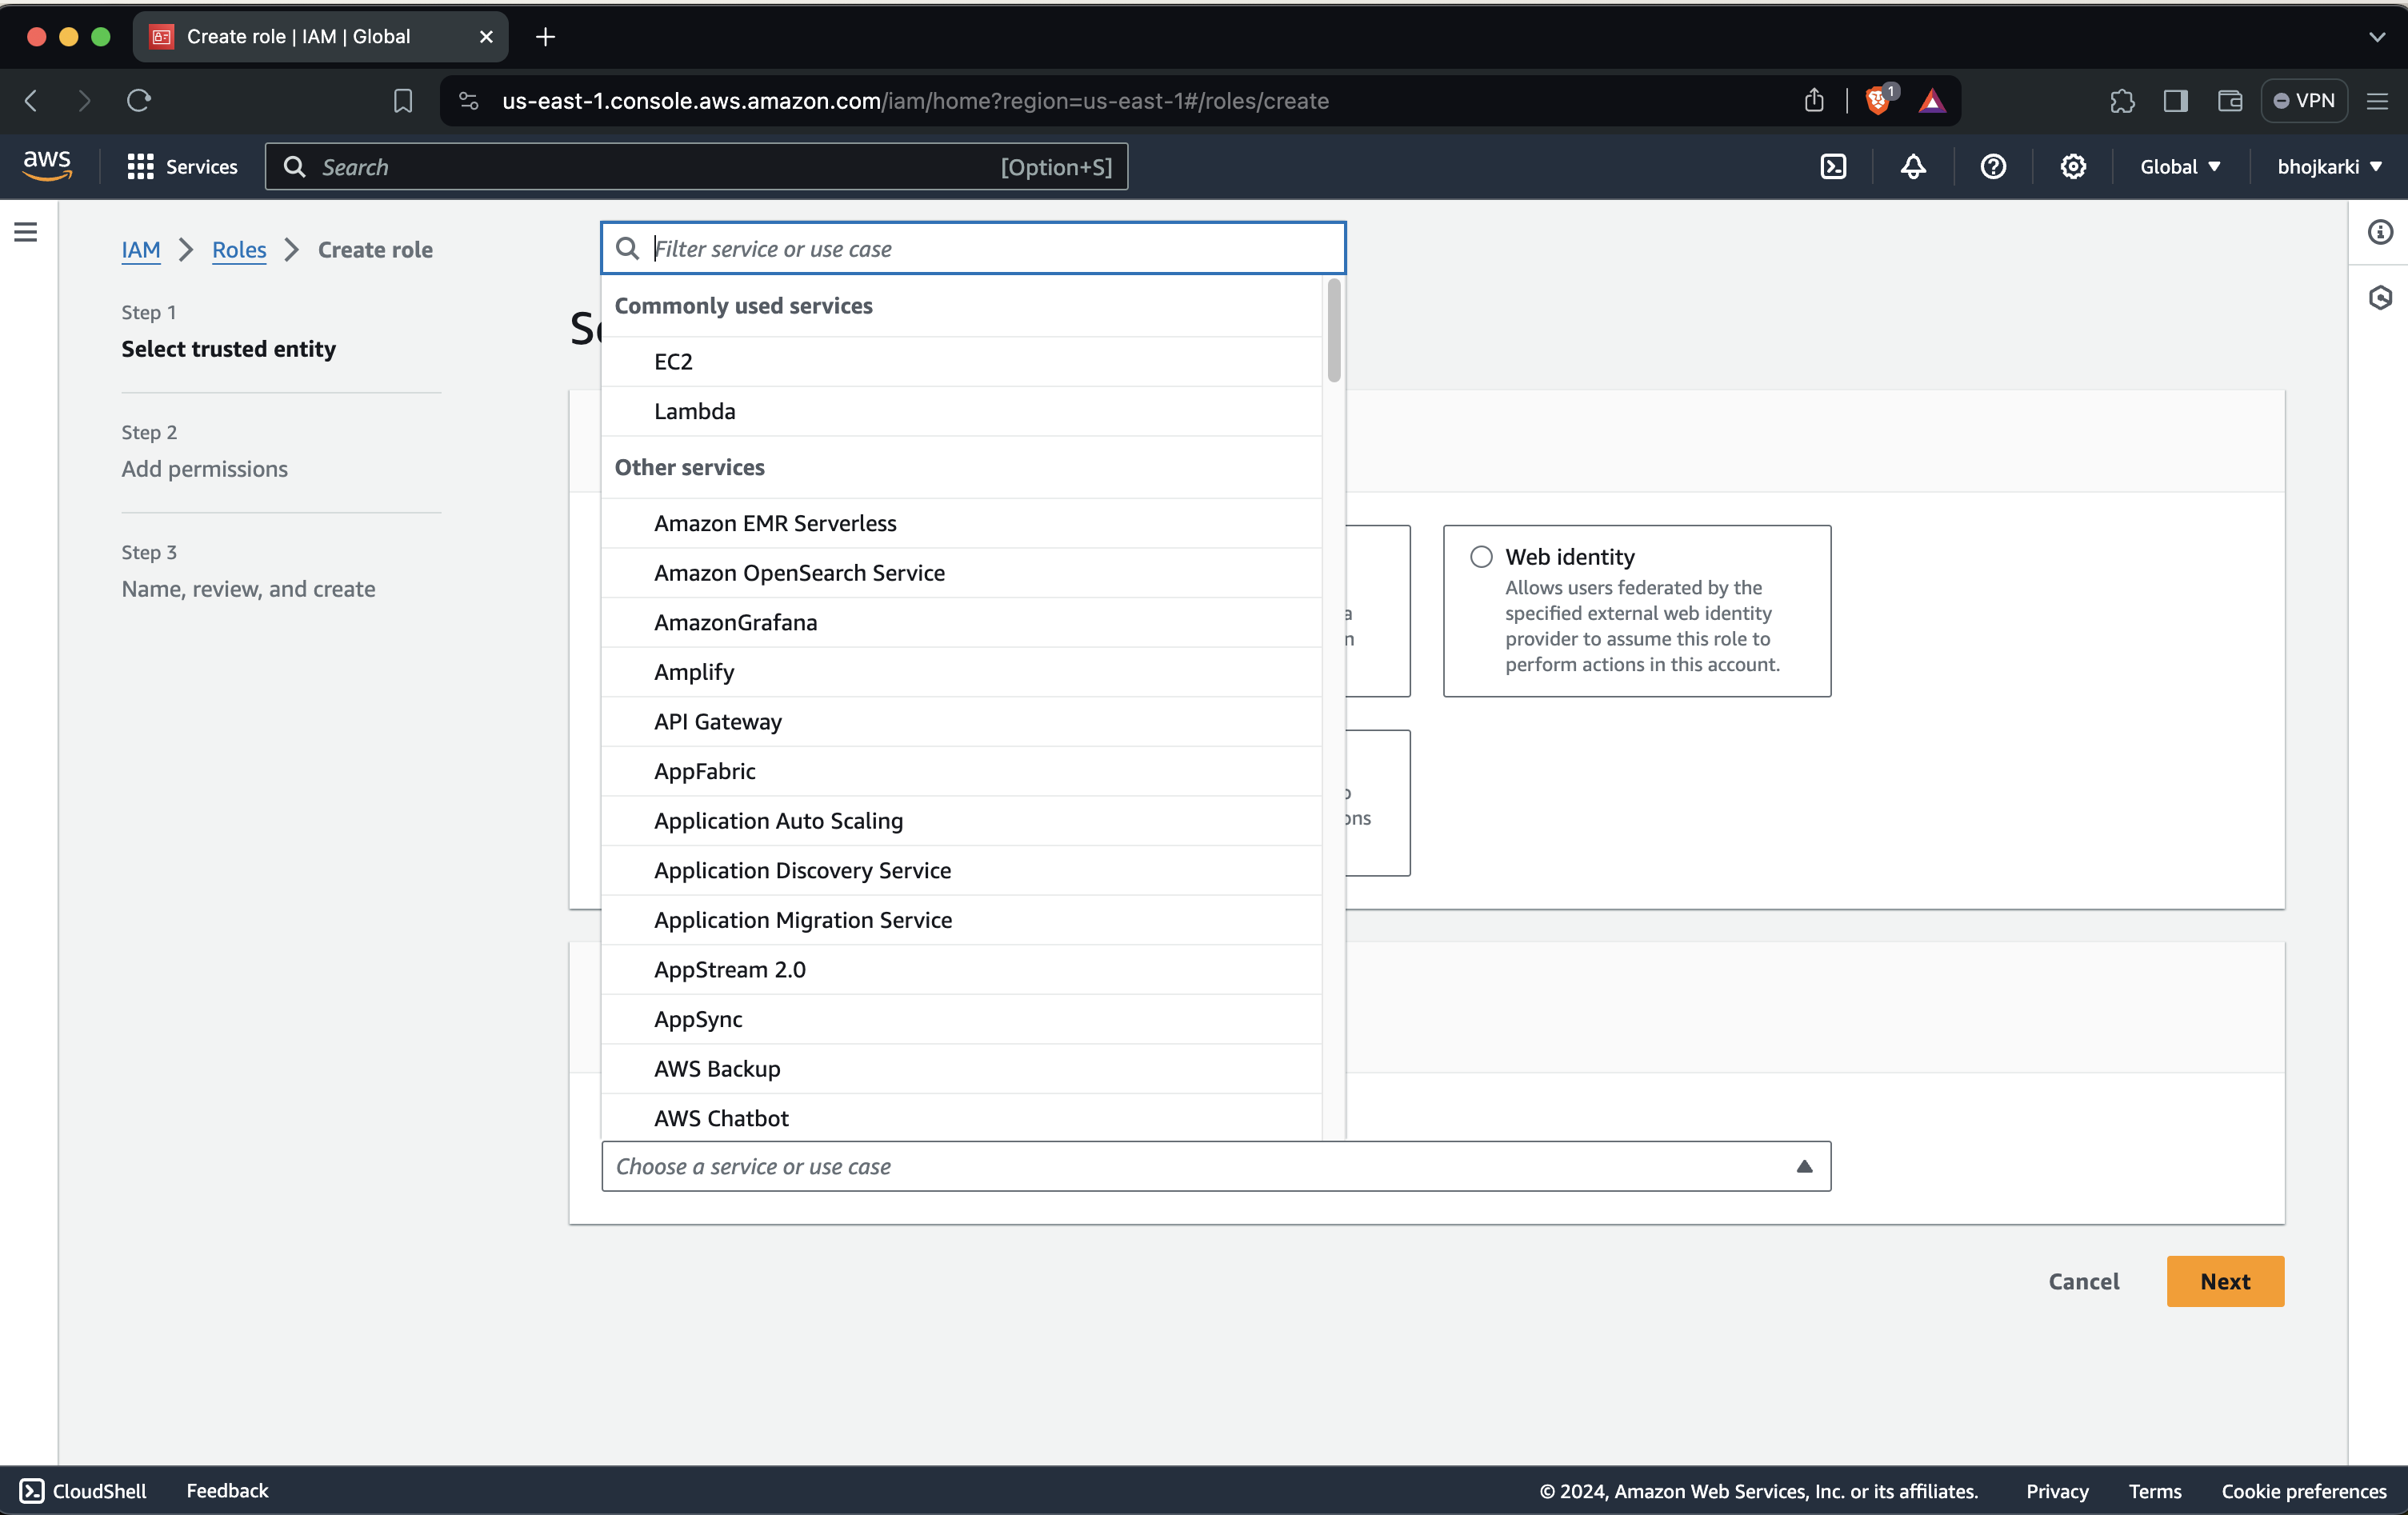 Create role | IAM | Global
us-east-1.console.aws.amazon.com/iam/home?region=us-east-1#/roles/create
1
VPN
aws
Services
Search
[Option+S]
Global
bhojkarki
IAM
Roles
Create role
Step 1
Select trusted entity
Step 2
Add permissions
Step 3
Name, review, and create
Filter service or use case
Commonly used services
EC2
Lambda
Other services
Amazon EMR Serverless
Amazon OpenSearch Service
AmazonGrafana
Amplify
API Gateway
AppFabric
Application Auto Scaling
Application Discovery Service
Application Migration Service
AppStream 2.0
AppSync
AWS Backup
AWS Chatbot
Choose a service or use case
Web identity
Allows users federated by the
specified external web identity
provider to assume this role to
perform actions in this account.
Cancel
Next
CloudShell
Feedback
© 2024, Amazon Web Services, Inc. or its affiliates.
Privacy
Terms
Cookie preferences